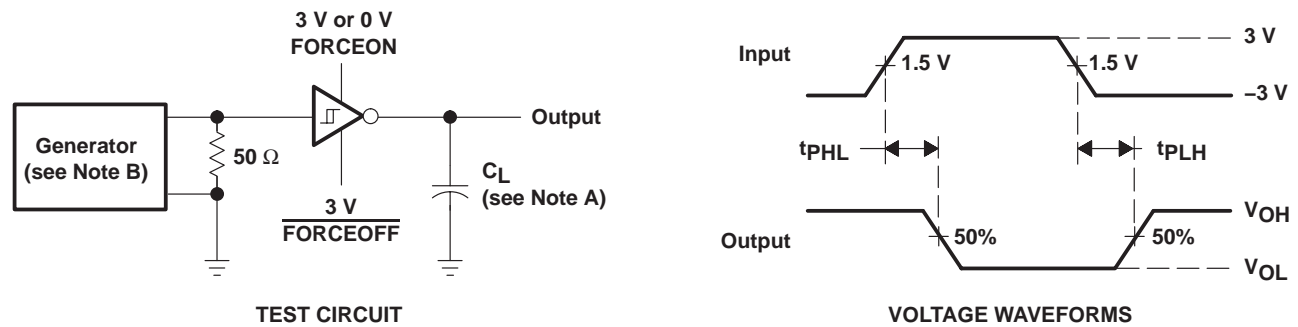 3 V or 0 V
FORCEON
Generator
(see Note B)
50 Ω
Output
CL
(see Note A)
3 V
FORCEOFF
TEST CIRCUIT
Input
3 V
1.5 V
1.5 V
–3 V
tPHL
tPLH
Output
VOH
50%
50%
VOL
VOLTAGE WAVEFORMS